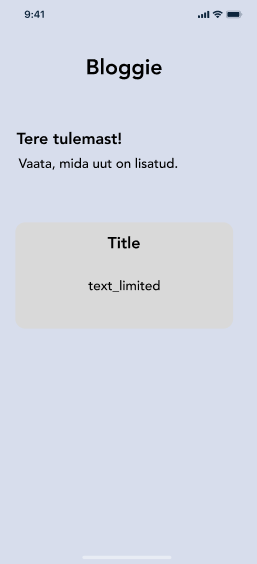 9:41
Bloggie
Tere tulemast!
Vaata, mida uut on lisatud.
Title
text_limited